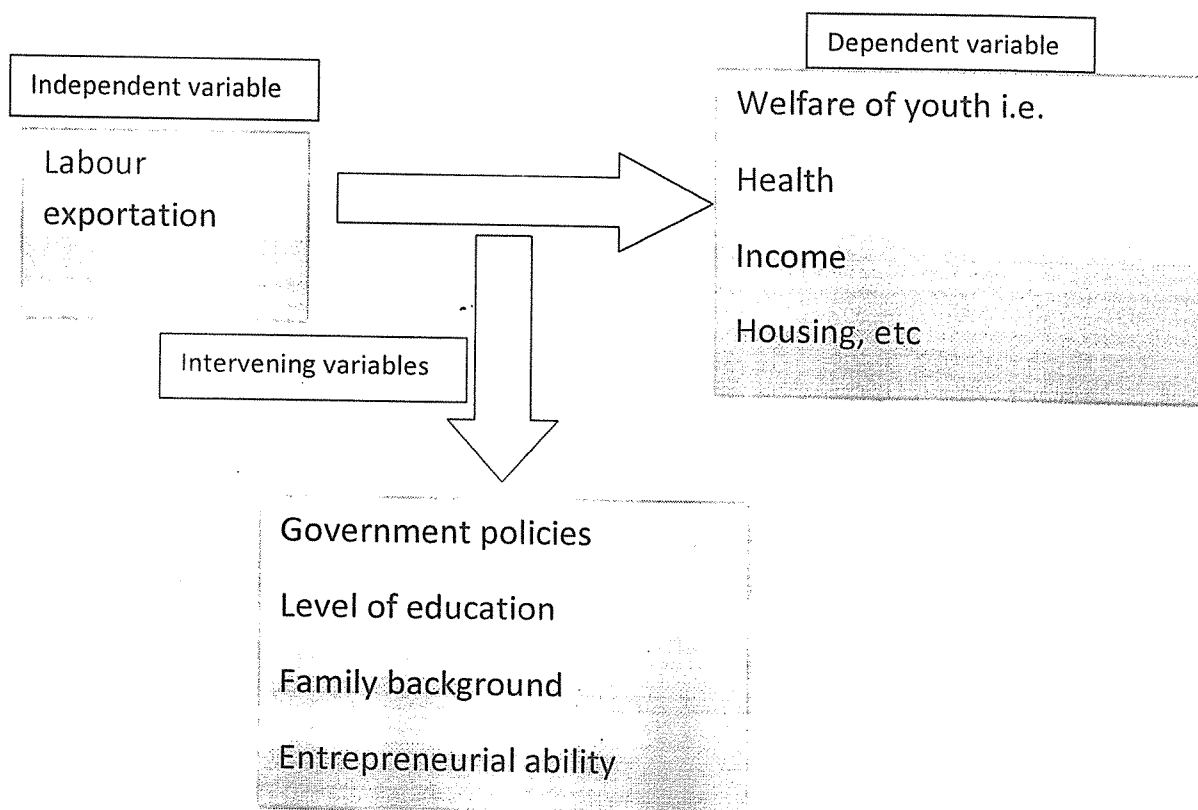 Independent variable
Labour
exportation
Dependent variable
Welfare of youth i.e.
Health
Income
Housing, etc
Intervening variables
Government policies
Level of education
Family background
Entrepreneurial ability